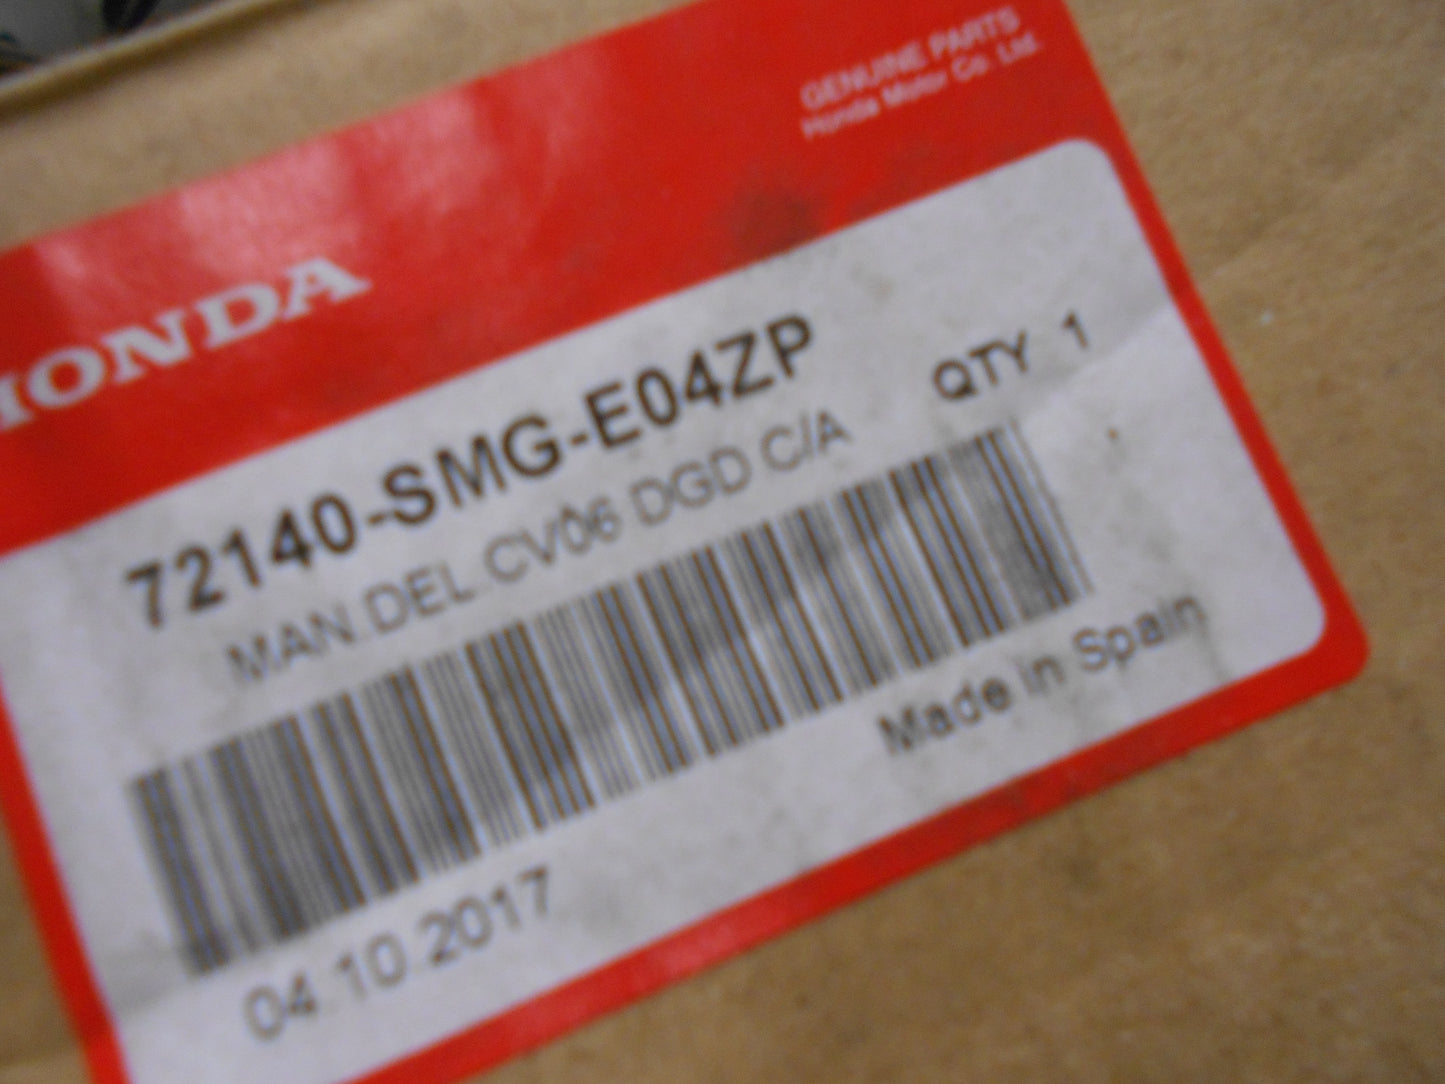 GENUINE PARTS
Honda Motor Co. Ltd.
HONDA
72140-SMG-E04ZP
QTY 1
MAN.DEL.CV06 DGD C/A
Made in Spain
04.10.2017